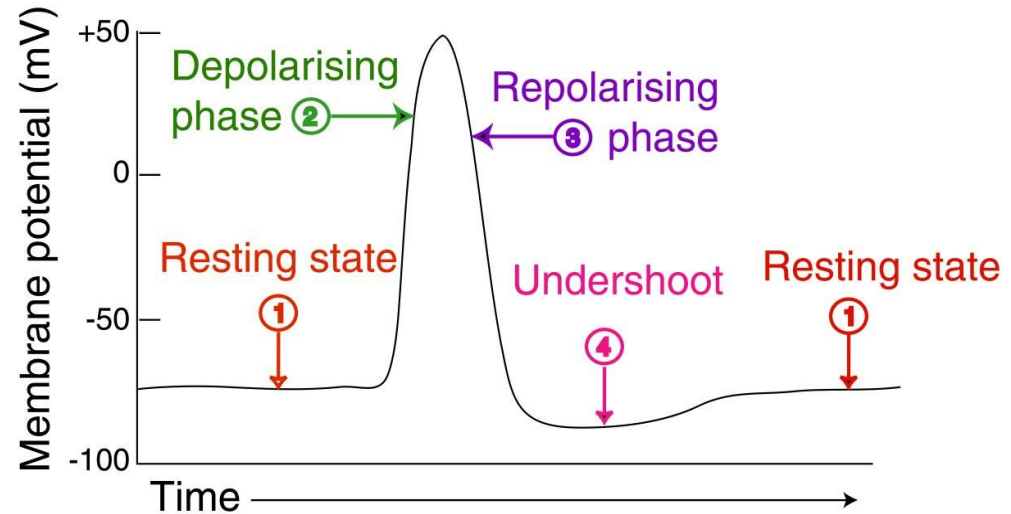 Membrane potential (mV)
+50
0
-50
-100
Depolarising
phase 2
Repolarising
3 phase
Resting state
1
Undershoot
4
Resting state
1
Time